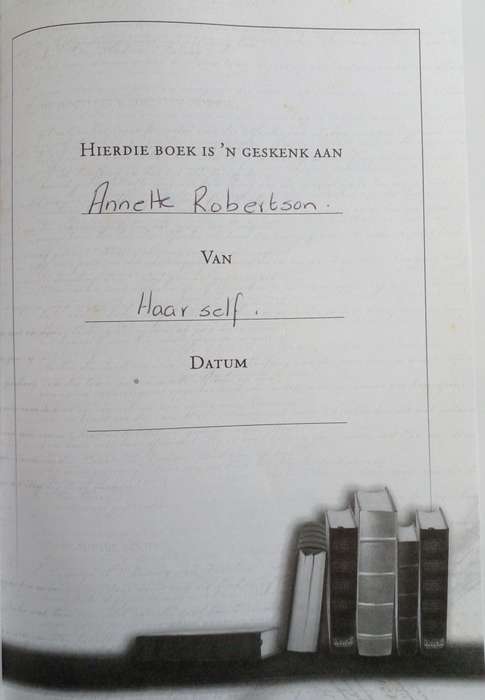 HIERDIE BOEK IS 'N GESKENK AAN
Annette Robertson.
VAN
Haar self.
DATUM